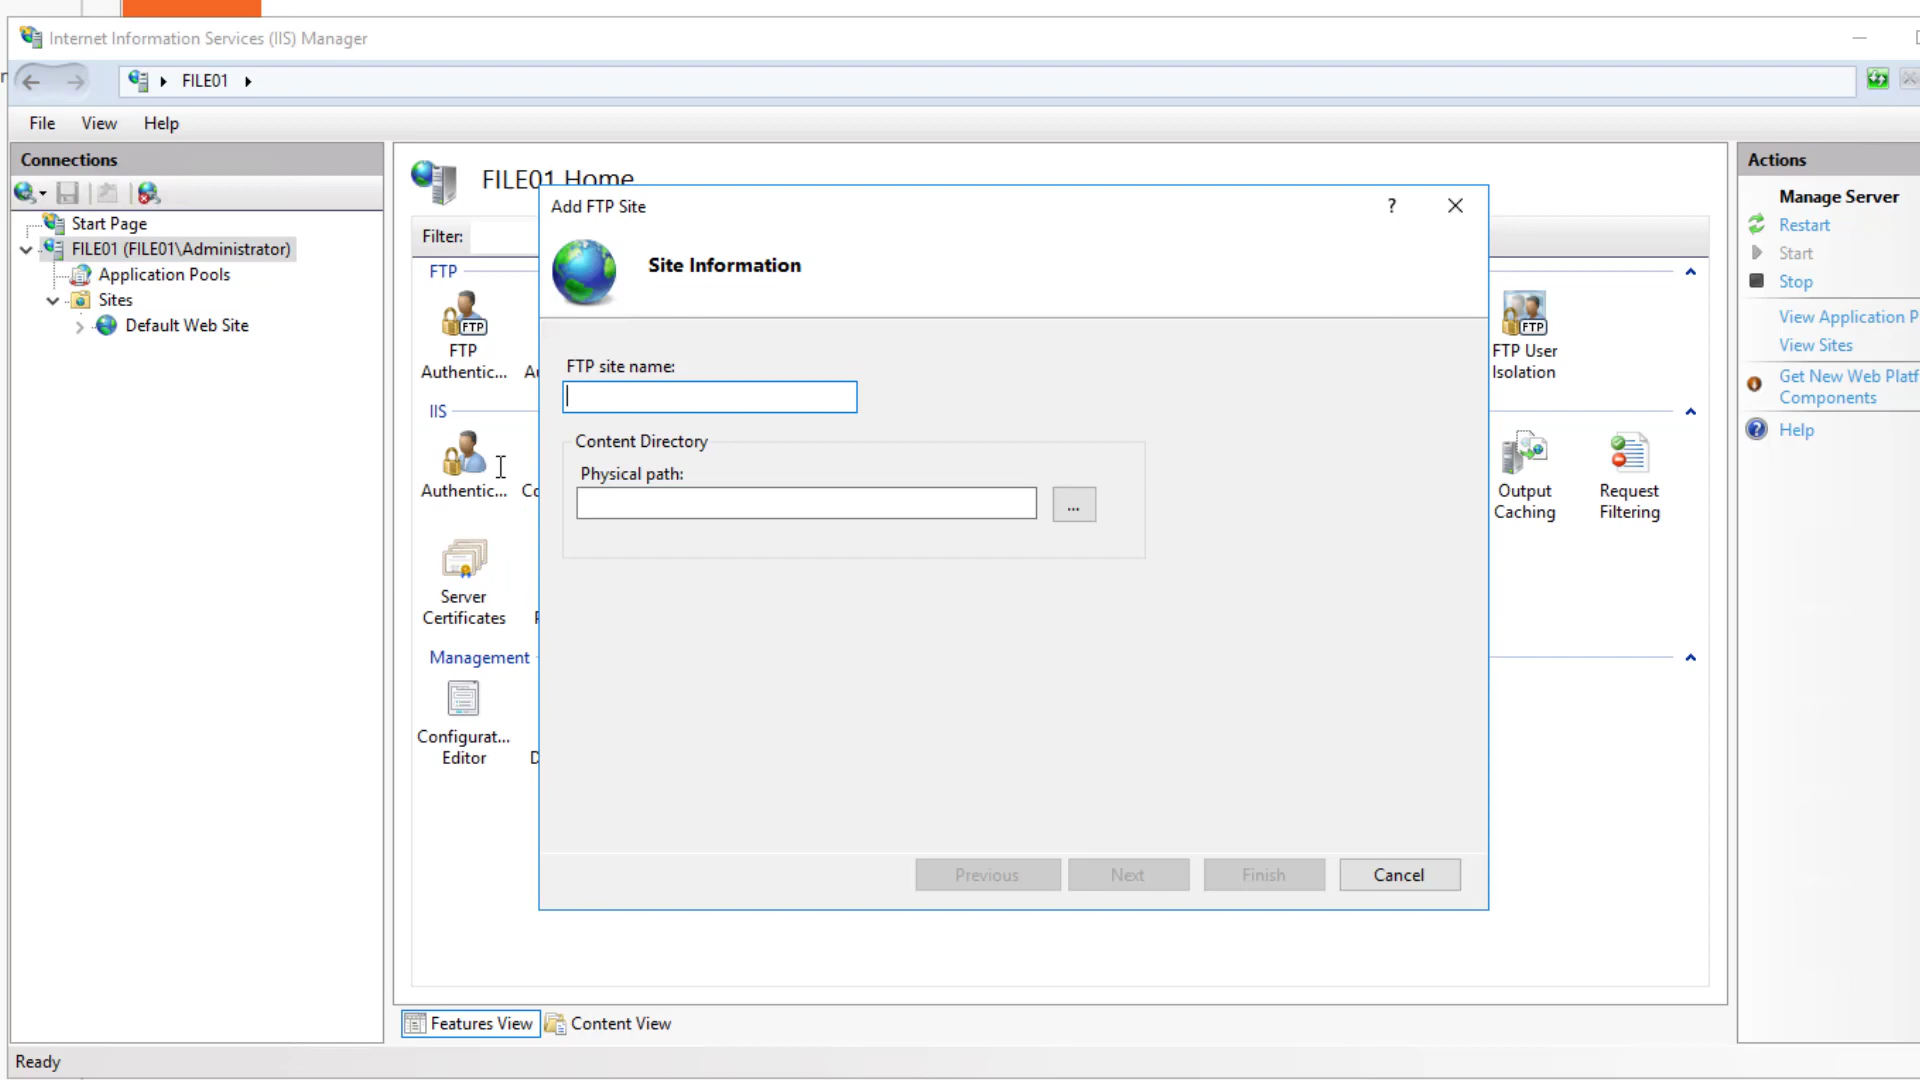 Internet Information Services (IIS) Manager
FILE01
File View Help
Connections
Start Page
FILE01 (FILE01\Administrator)
Application Pools
Sites
Default Web Site
FILE01 Home
Filter:
FTP
FTP
FTP
Authentic...
IIS
Authentic...
Server
Certificates
Management
Configurat...
Editor
Add FTP Site
?
Site Information
FTP site name:
Content Directory
Physical path:
...
Previous
Next
Finish
Cancel
FTP
FTP User
Isolation
Output
Caching
Request
Filtering
Features View
Content View
Actions
Manage Server
Restart
Start
Stop
View Application P
View Sites
Get New Web Platf
Components
Help
Ready